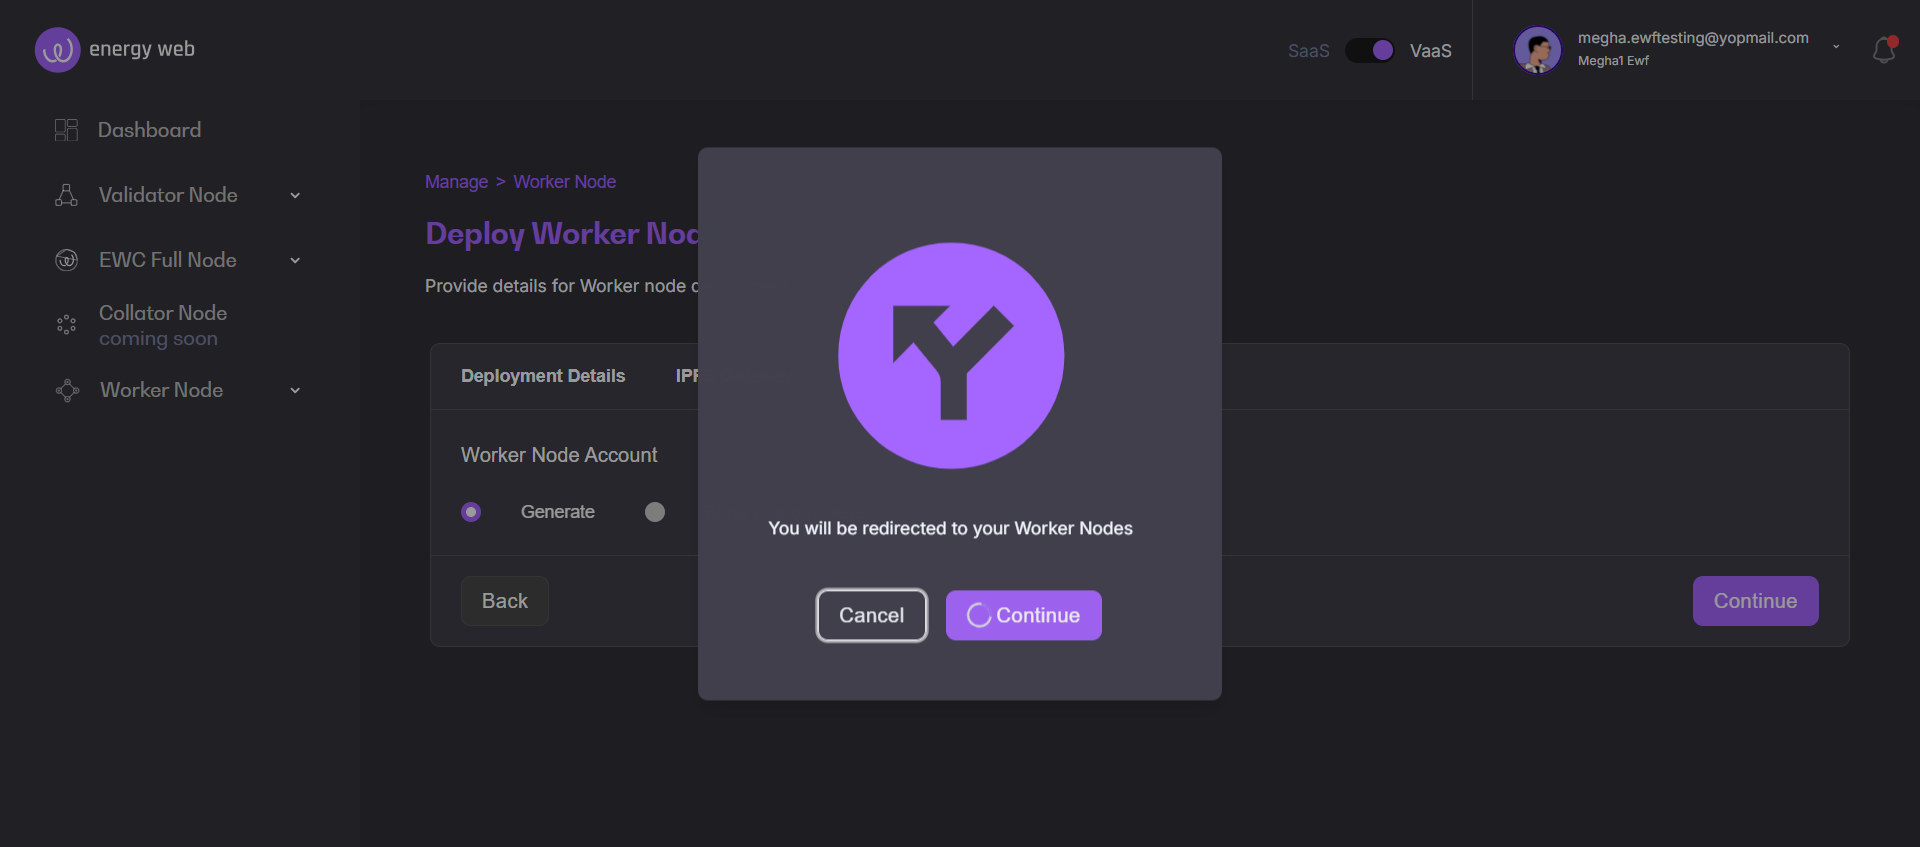 energy web
SaaS
VaaS
megha.ewftesting@yopmail.com
Megha1 Ewf
Dashboard
Validator Node
EWC Full Node
Collator Node
coming soon
Worker Node
Manage > Worker Node
Deploy Worker
Provide details for Worker node
Deployment Details
Worker Node Account
Generate
Back
Continue
You will be redirected to your Worker Nodes
Cancel
Continue